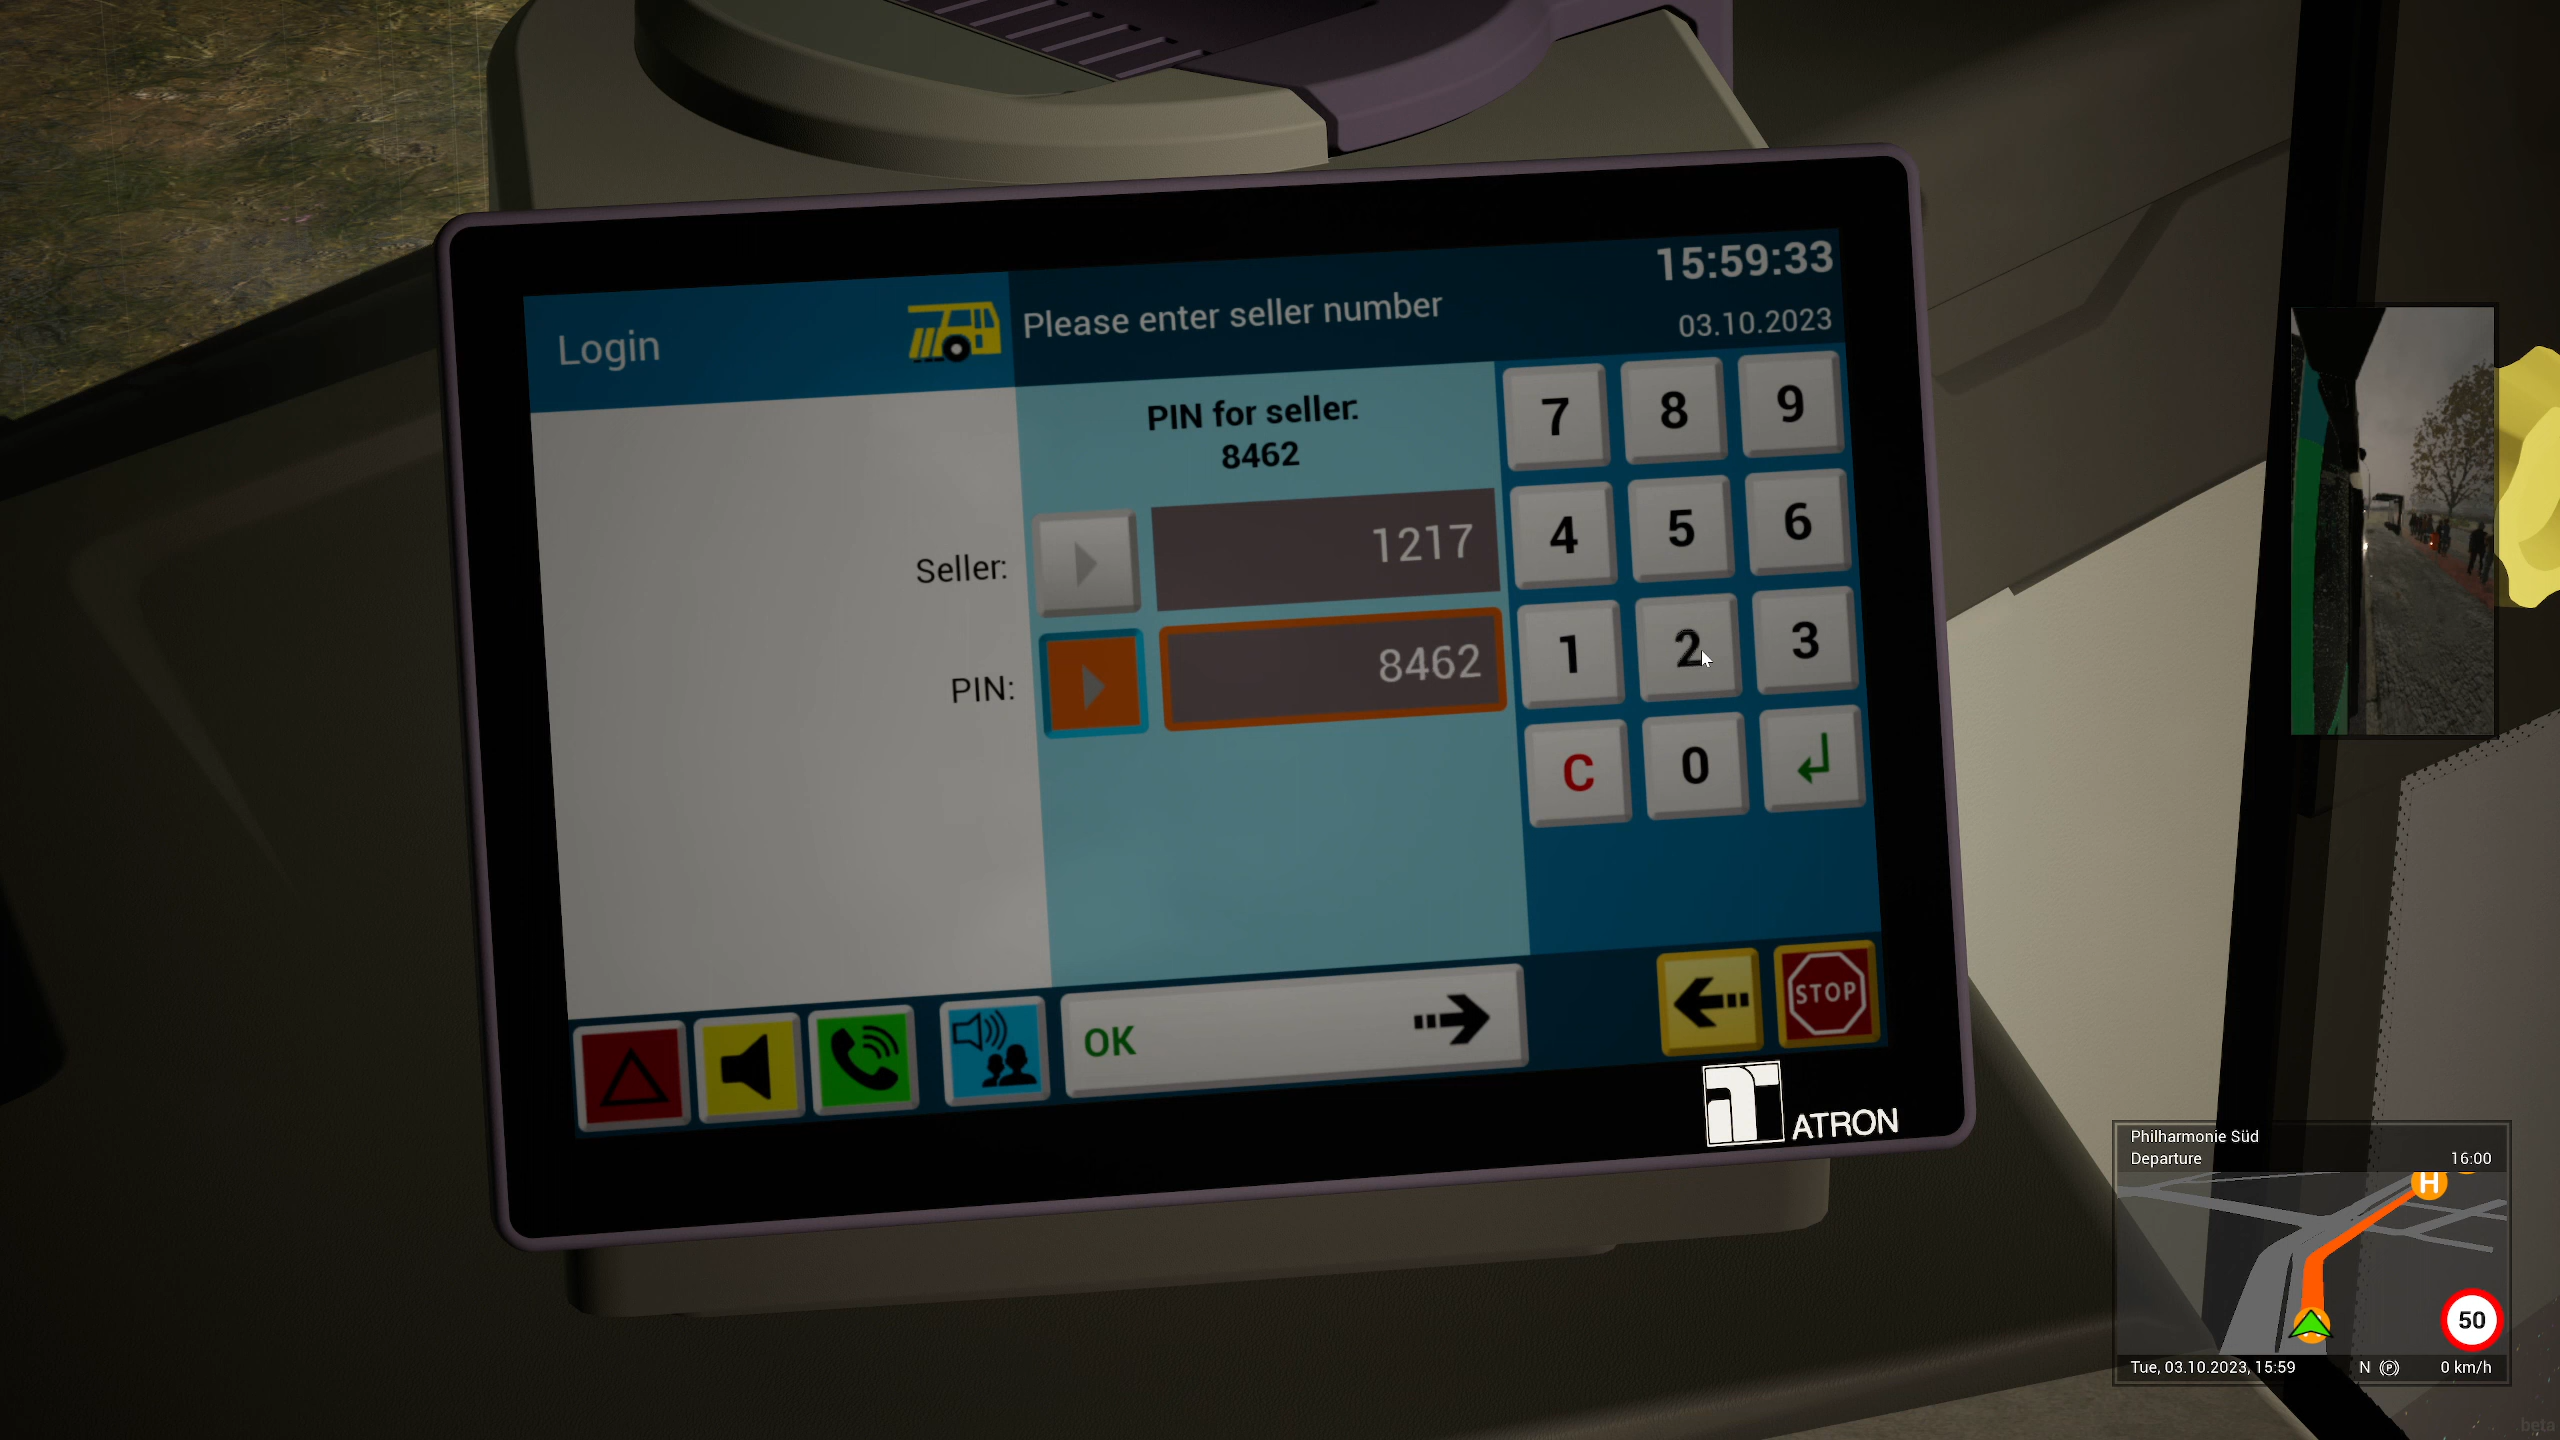 15:59:33
Login
Please enter seller number
03.10.2023
PIN for seller:
8462
Seller:
1217
PIN:
8462
7 8 9
4 5 6
1 2 3
C 0
OK
STOP
ATRON
Philharmonie Süd
Departure 16:00
H
50
Tue, 03.10.2023, 15:59 N P 0 km/h
beta